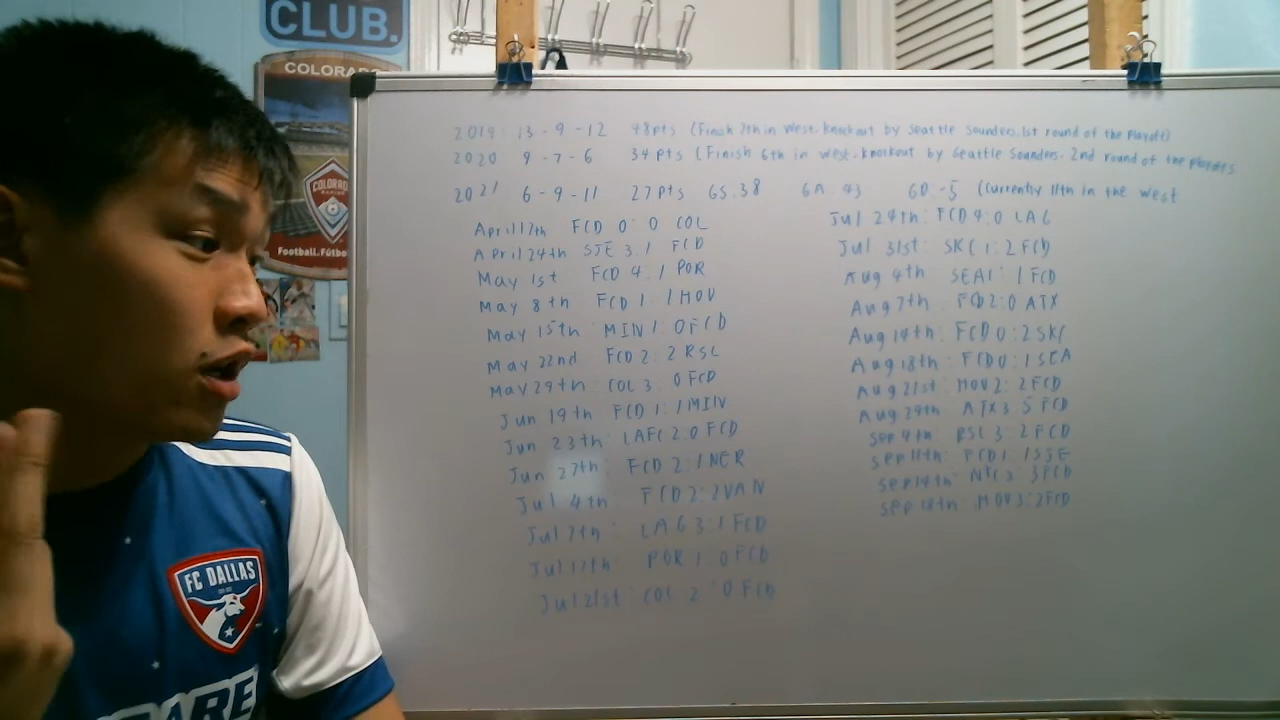 CLUB.
COLORA
COLORADO
Football. Fútbo
2019: 13-9-12 48pts (Finish 7th in West. Knockout by Seattle Sounders. 1st round of the Playoff)
2020 9-7-6 34pts (Finish 6th in west. Knockout by Seattle Sounders. 2nd round of the playoffs
2021 6-9-11 27pts GS.38 GA.43 GD.-5 (Currently 11th in the West
April 17th FCD 0:0 COL
April 24th SJE 3:1 FCD
May 1st FCD 4:1 POR
May 8th FCD 1:1 HOU
May 15th MIN 1:0 FCD
May 22nd FCD 2:2 RSL
May 29th: COL 3:0 FCD
Jun 19th FCD 1:1 MIN
Jun 23th: LAFC 2:0 FCD
Jun 27th FCD 2:1 NER
Jul 4th: FCD 2:2 VAN
Jul 7th: LAG 3:1 FCD
Jul 17th: POR 1:0 FCD
Jul 21st COL 2:0 FCD
Jul 24th: FCD 4:0 LAG
Jul 31st: SKC 1:2 FCD
Aug 4th SEA 1:1 FCD
Aug 7th: FCD 2:0 ATX
Aug 14th: FCD 0:2 SKC
Aug 18th: FCD 0:1 SEA
Aug 21st: HOU 2:2 FCD
Aug 29th ATX 3:5 FCD
Sep 4th: RSL 3:2 FCD
Sep 11th: FCD 1:1 SJE
Sep 14th: NYC 3:3 FCD
Sep 18th: HOU 3:2 FCD
FC DALLAS
ARE